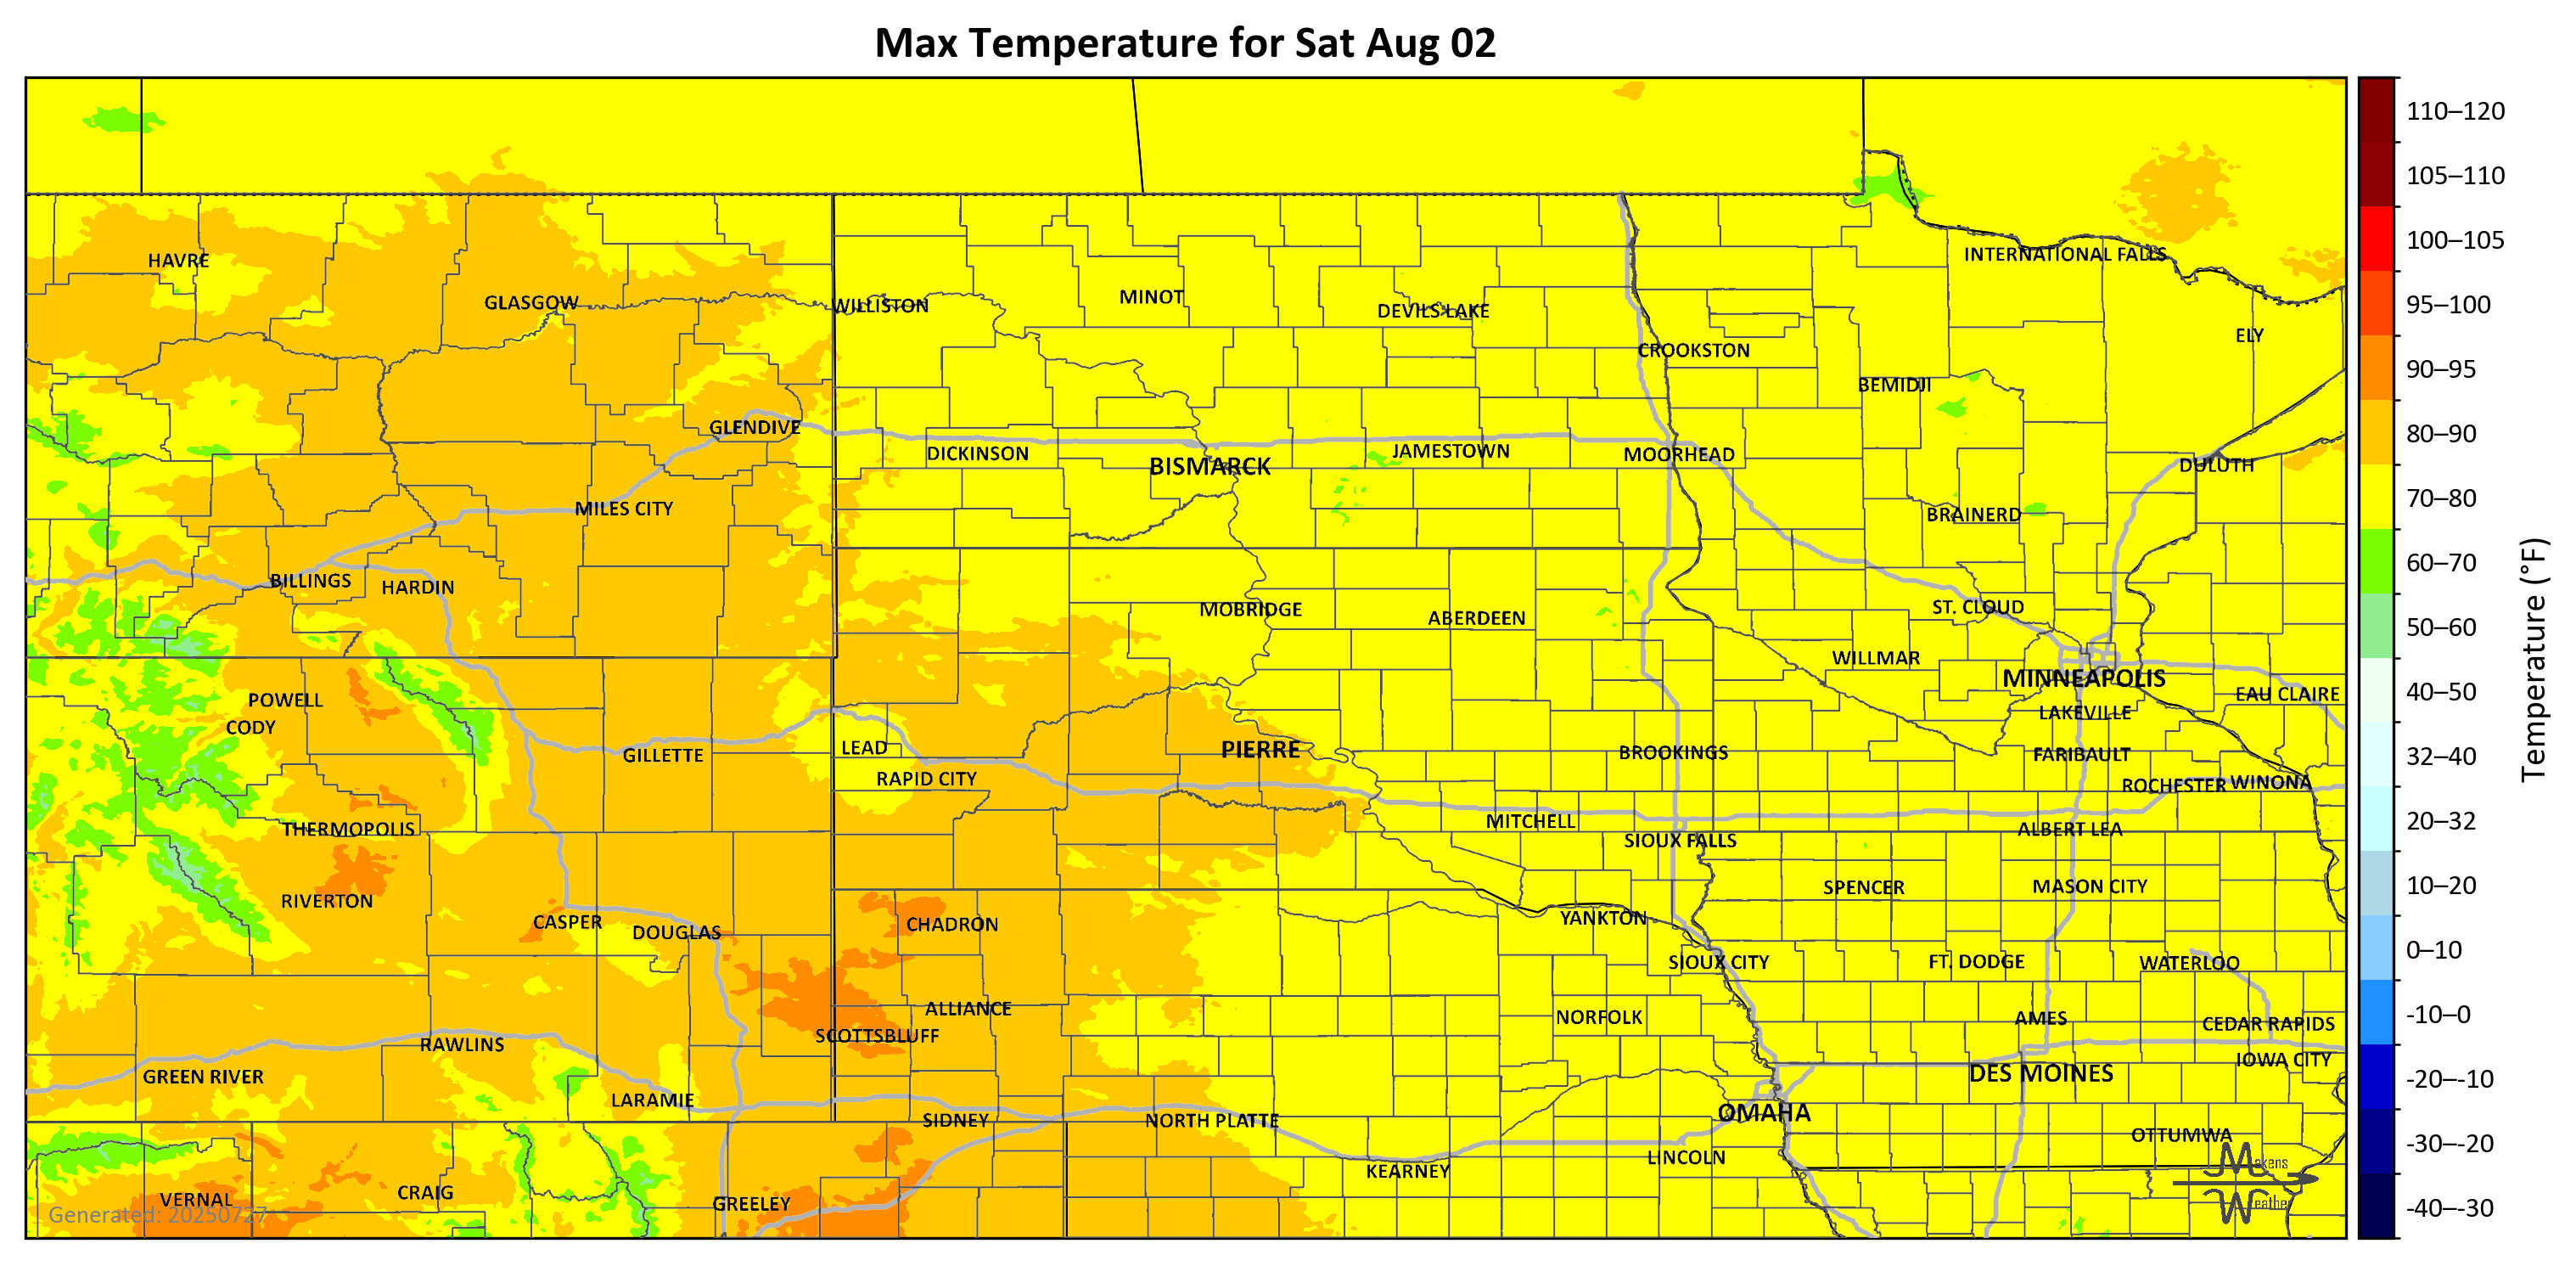 Max Temperature for Sat Aug 02
110–120
105–110
100–105
95–100
90–95
80–90
70–80
60–70
50–60
40–50
32–40
20–32
10–20
0–10
-10–0
-20–-10
-30–-20
-40–-30
Temperature (°F)
HAVRE
GLASGOW
WILLISTON
MINOT
DEVILS LAKE
INTERNATIONAL FALLS
ELY
CROOKSTON
BEMIDJI
GLENDIVE
DICKINSON
BISMARCK
JAMESTOWN
MOORHEAD
DULUTH
MILES CITY
BRAINERD
BILLINGS
HARDIN
MOBRIDGE
ABERDEEN
ST. CLOUD
WILLMAR
MINNEAPOLIS
EAU CLAIRE
POWELL
CODY
LAKEVILLE
GILLETTE
LEAD
PIERRE
BROOKINGS
FARIBAULT
RAPID CITY
ROCHESTER
WINONA
THERMOPOLIS
MITCHELL
SIOUX FALLS
ALBERT LEA
RIVERTON
SPENCER
MASON CITY
CASPER
DOUGLAS
CHADRON
YANKTON
SIOUX CITY
FT. DODGE
WATERLOO
ALLIANCE
NORFOLK
AMES
CEDAR RAPIDS
SCOTTSBLUFF
RAWLINS
IOWA CITY
GREEN RIVER
DES MOINES
LARAMIE
SIDNEY
NORTH PLATTE
OMAHA
OTTUMWA
LINCOLN
KEARNEY
VERNAL
CRAIG
GREELEY
Generated: 20250727
Makens
Weather